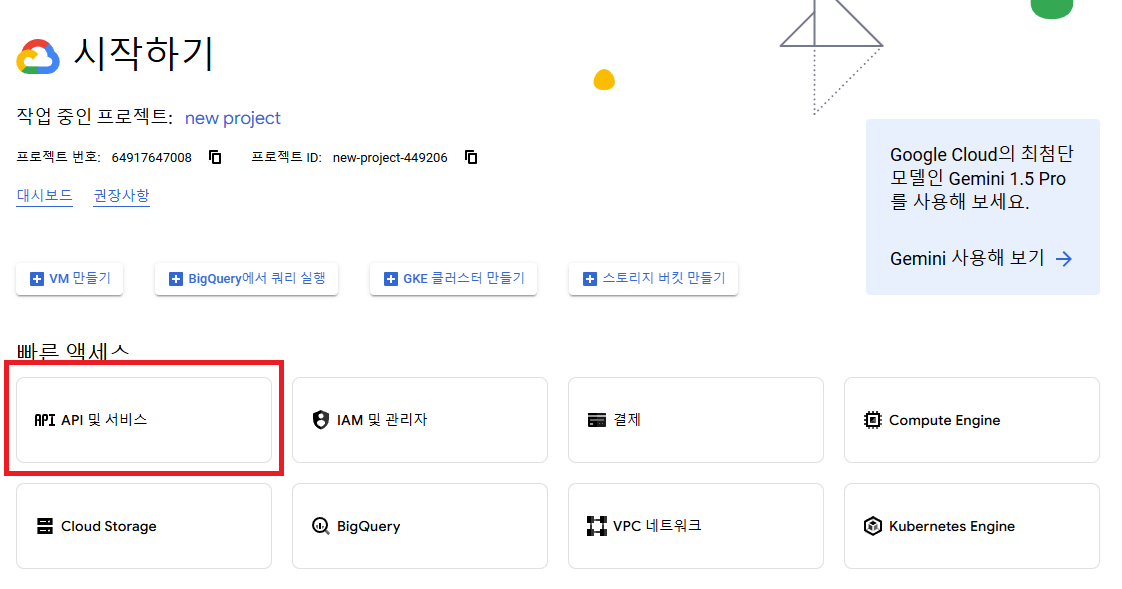 시작하기
작업 중인 프로젝트: new project
프로젝트 번호: 64917647008 프로젝트 ID: new-project-449206
대시보드 권장사항
Google Cloud의 최첨단
모델인 Gemini 1.5 Pro
를 사용해 보세요.
Gemini 사용해 보기
VM 만들기 BigQuery에서 쿼리 실행 GKE 클러스터 만들기 스토리지 버킷 만들기
빠른 액세스
API API 및 서비스 IAM 및 관리자 결제 Compute Engine
Cloud Storage BigQuery VPC 네트워크 Kubernetes Engine